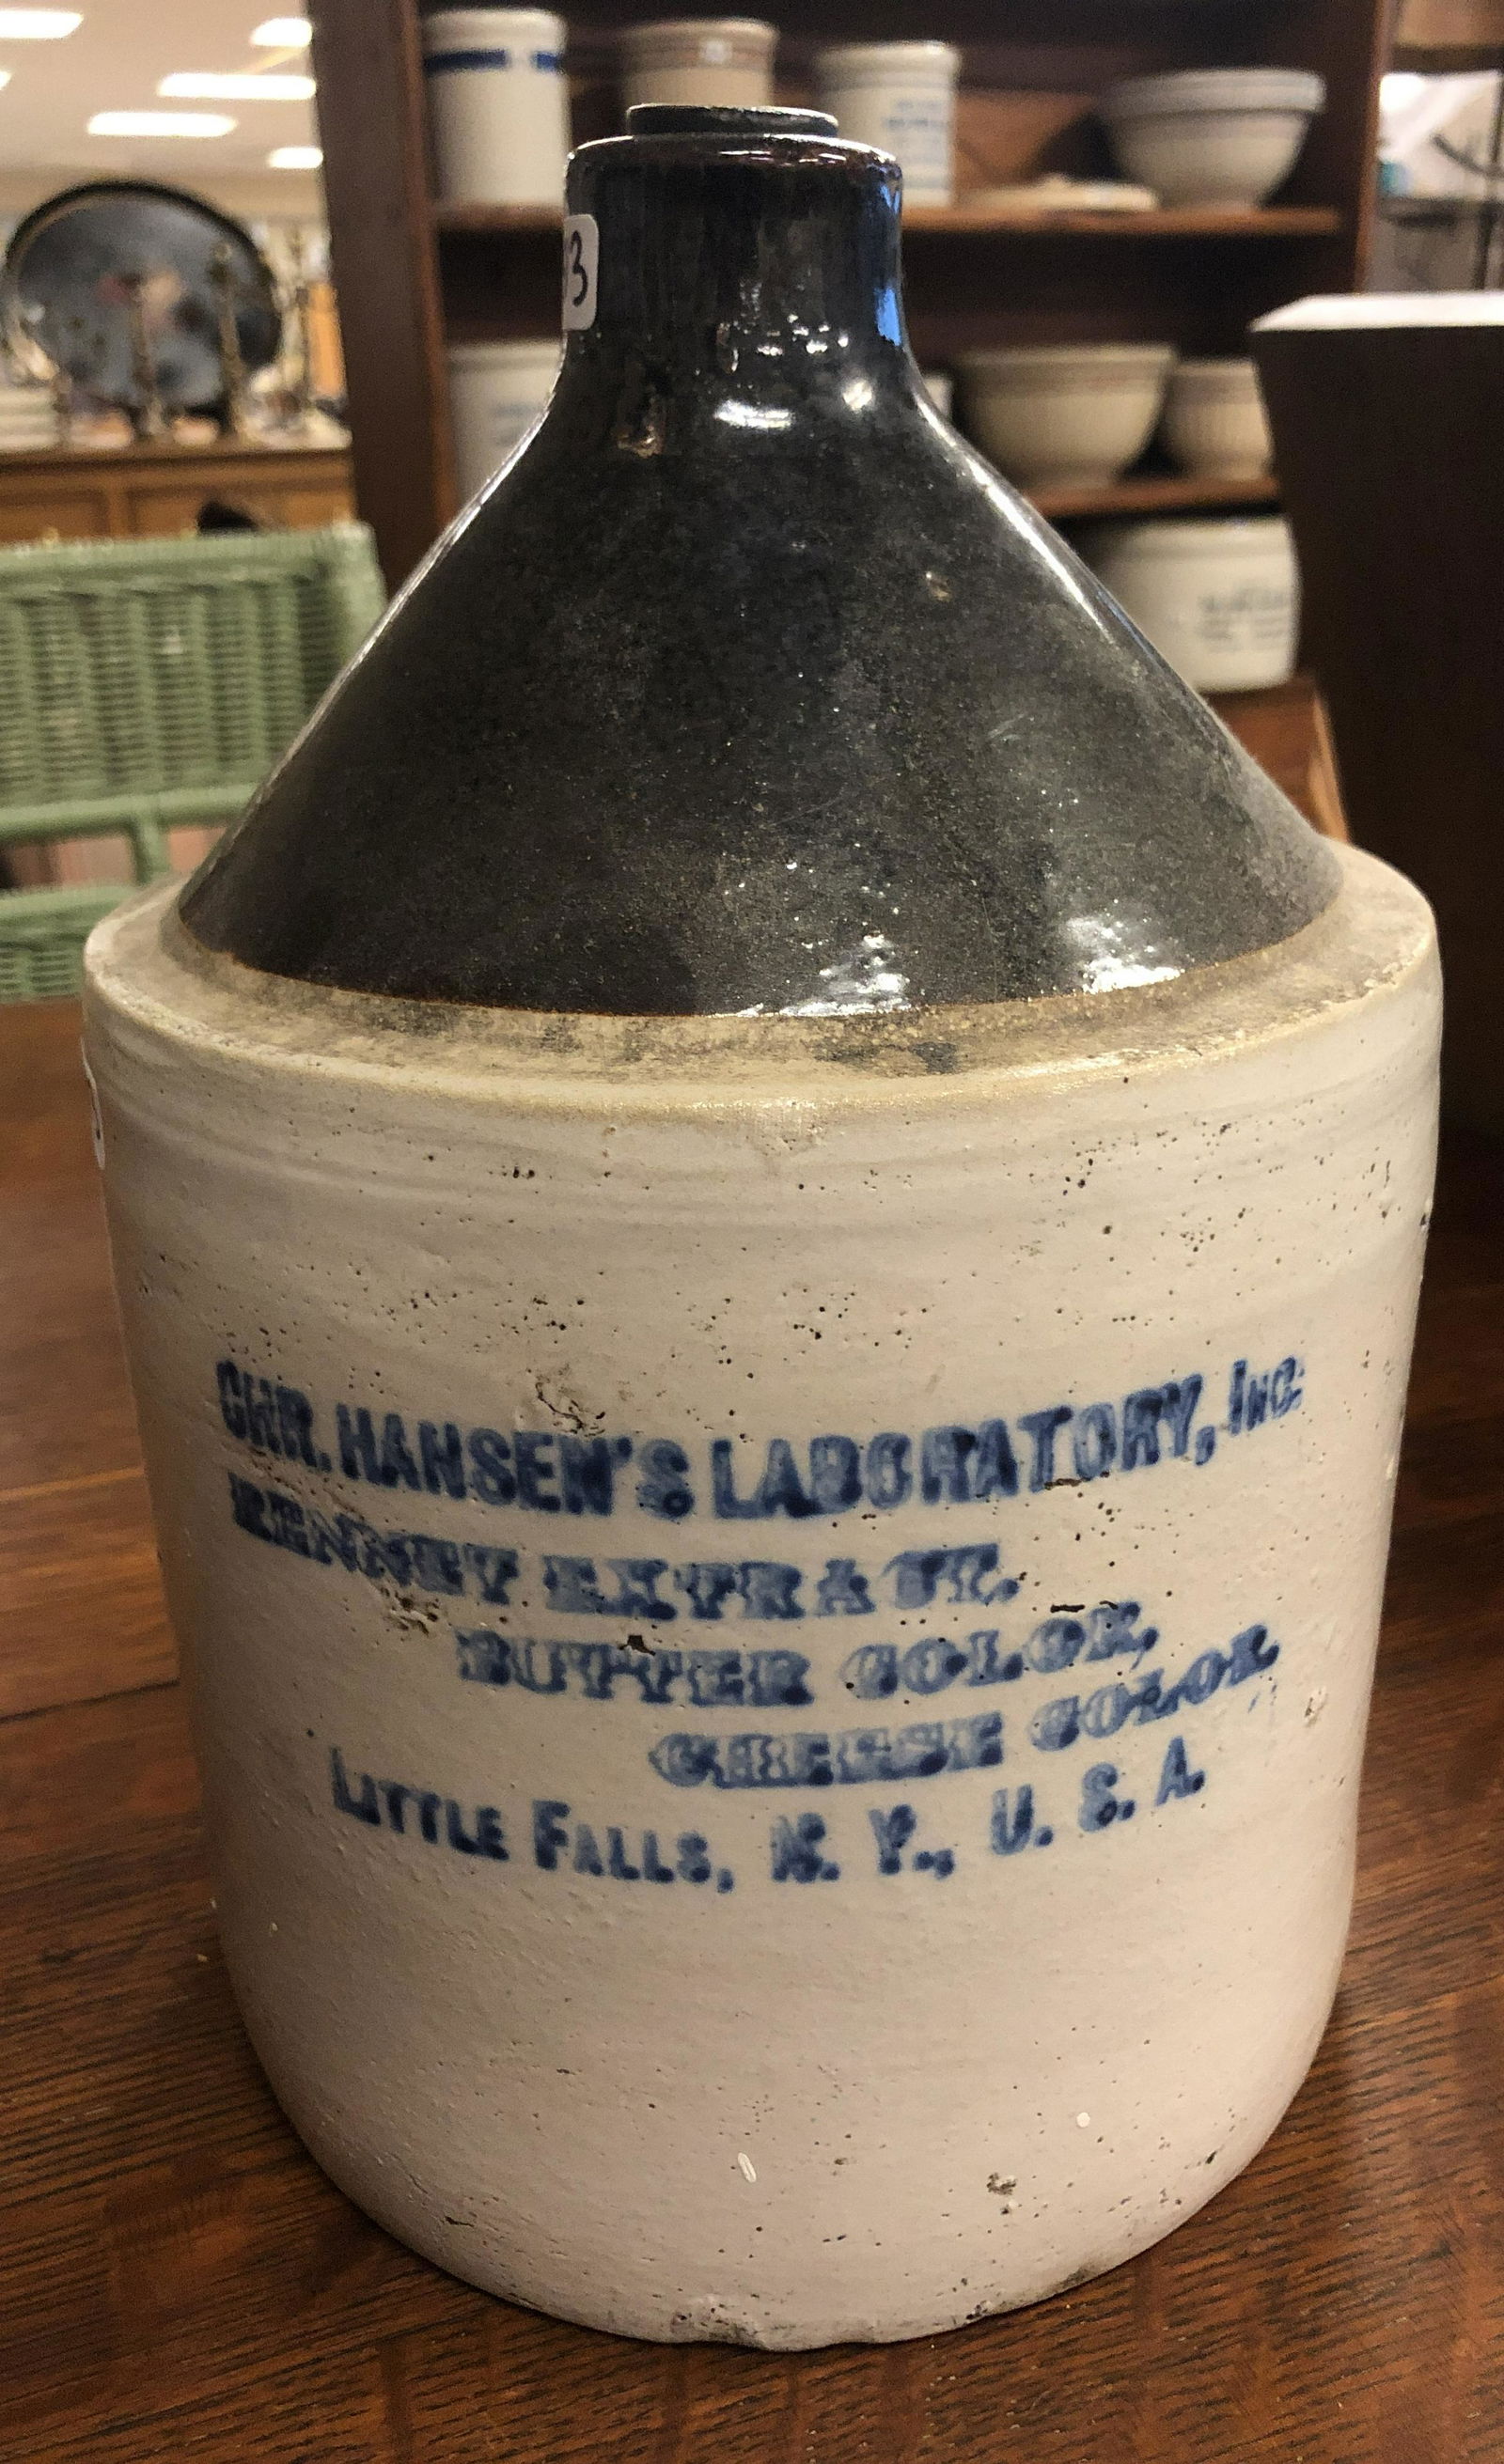 CHR. HANSEN'S LABORATORY, INC.
RENNET EXTRACT.
BUTTER COLOR,
CHEESE COLOR.
LITTLE FALLS, N. Y., U. S. A.